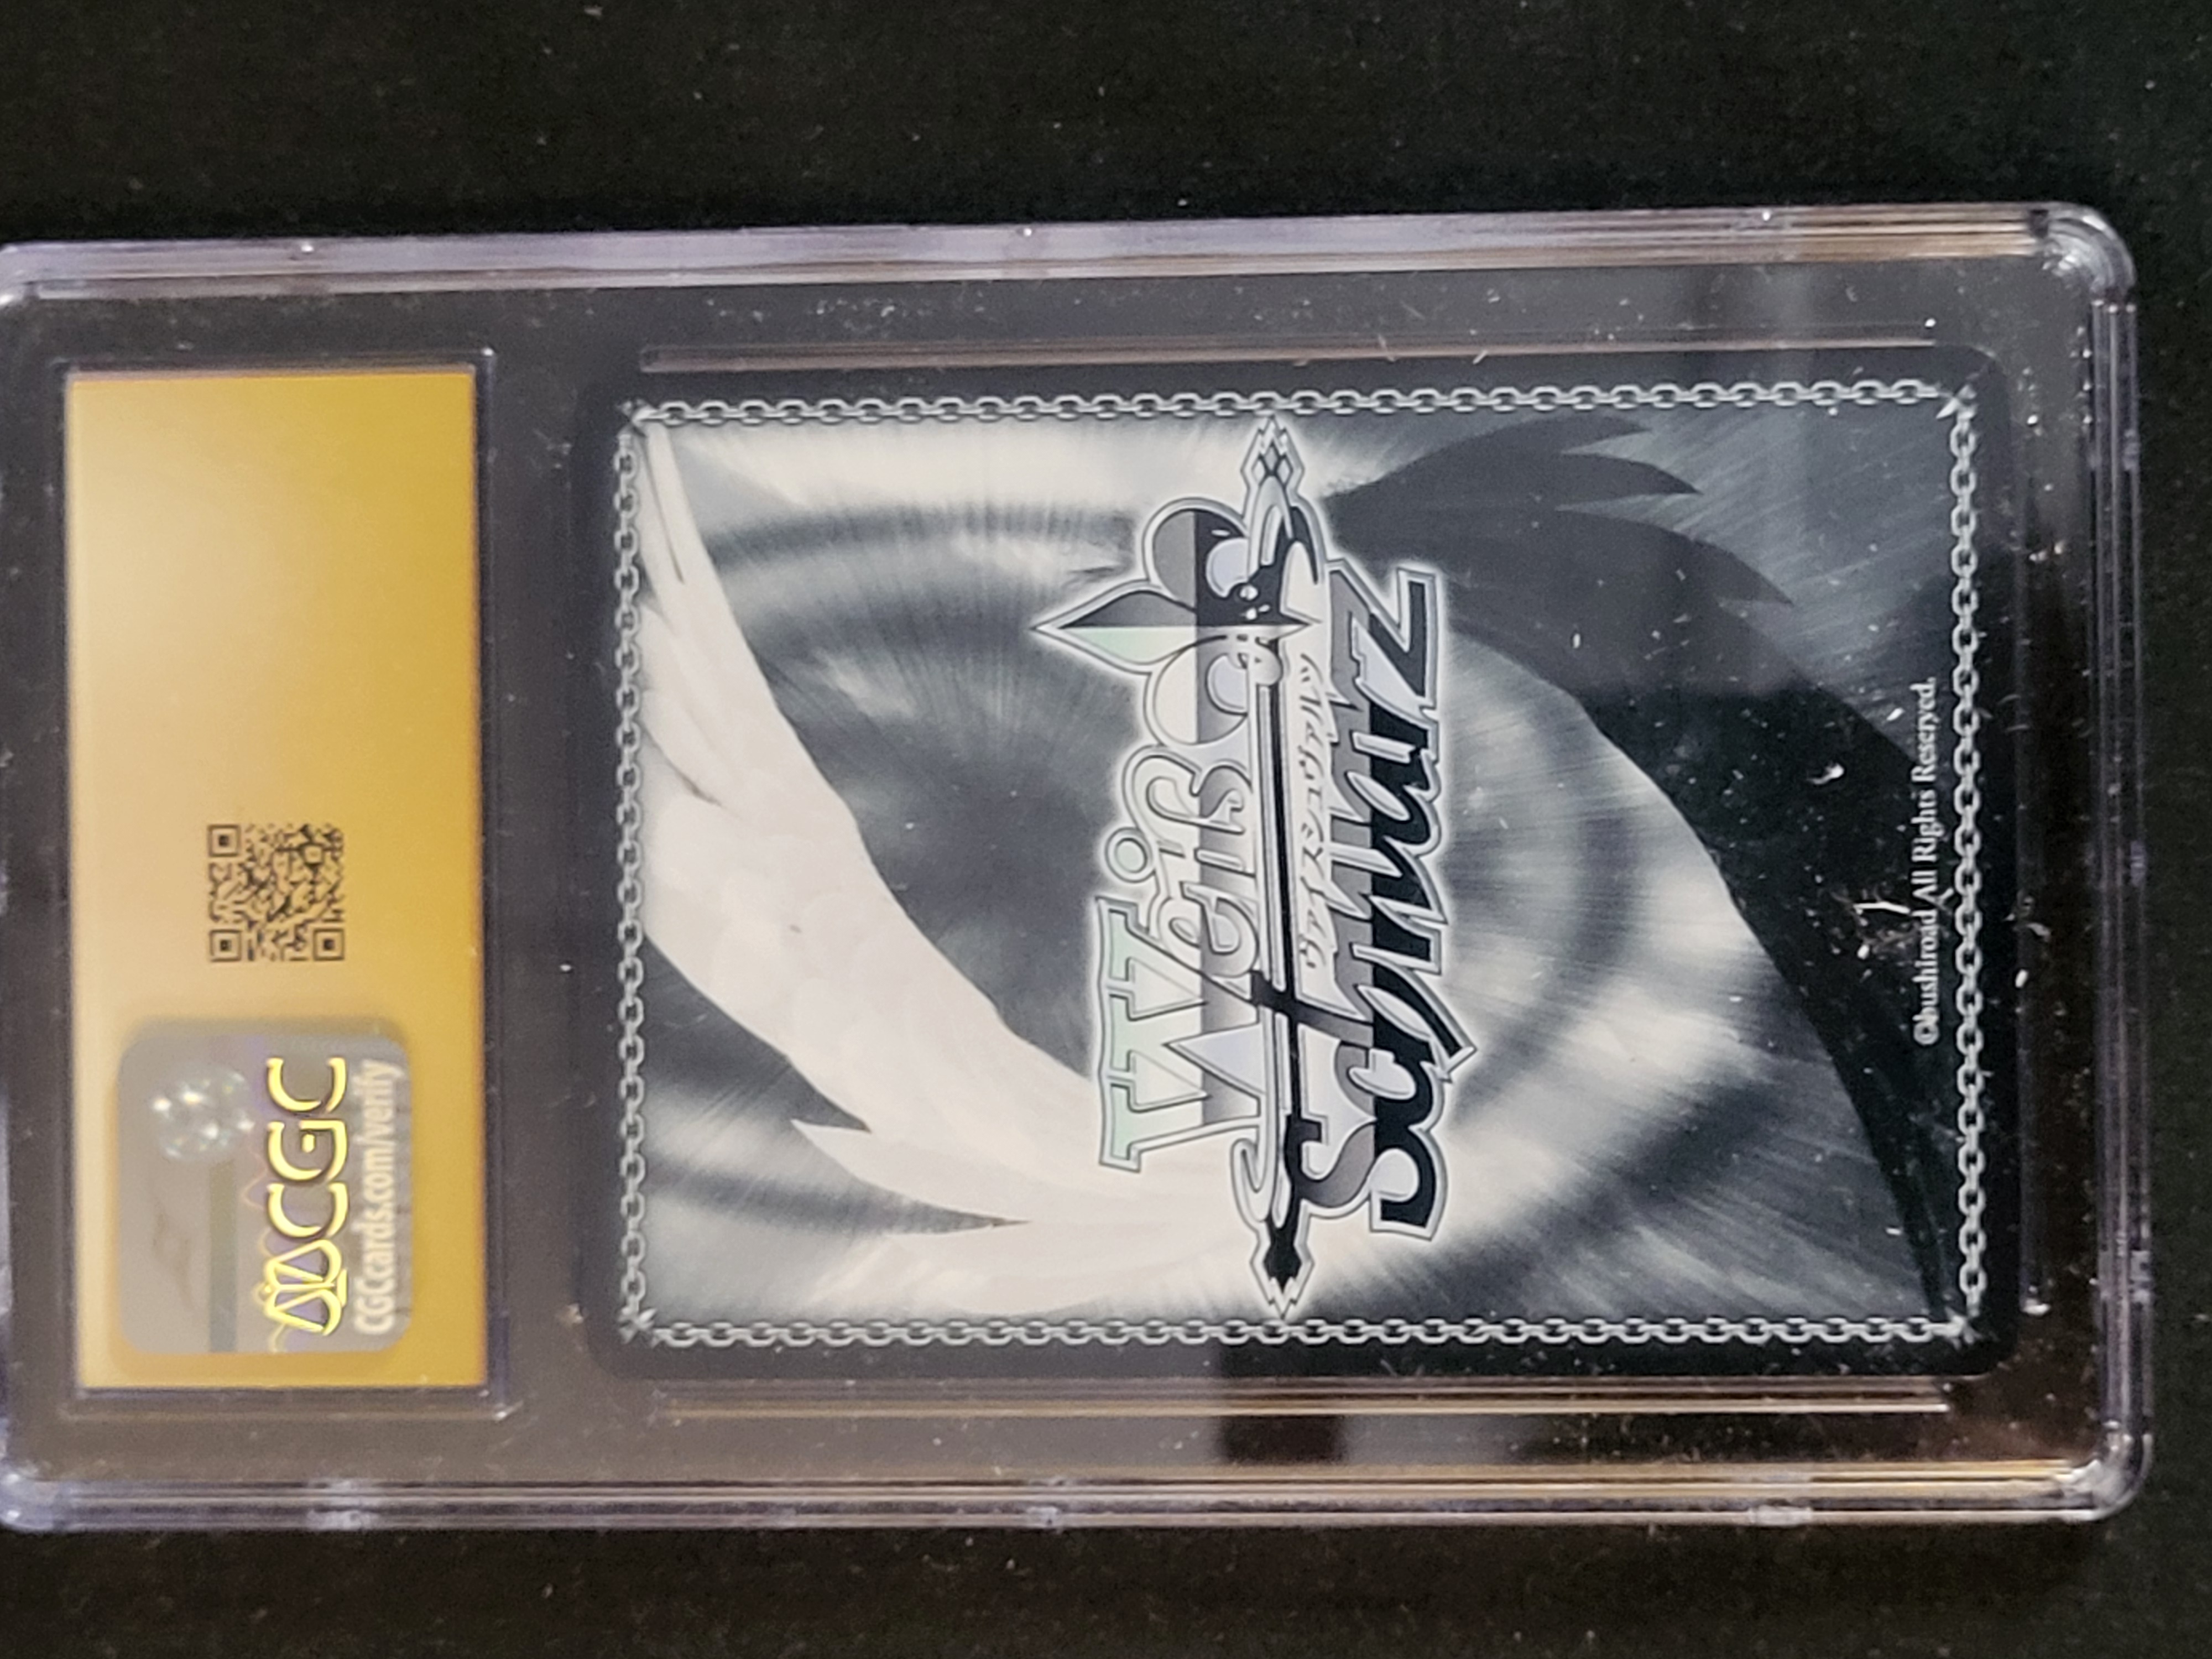 CGC
CGCcards.com/verify
Weiß
ヴァイスシュヴァルツ
Schwarz
©bushiroad All Rights Reserved.